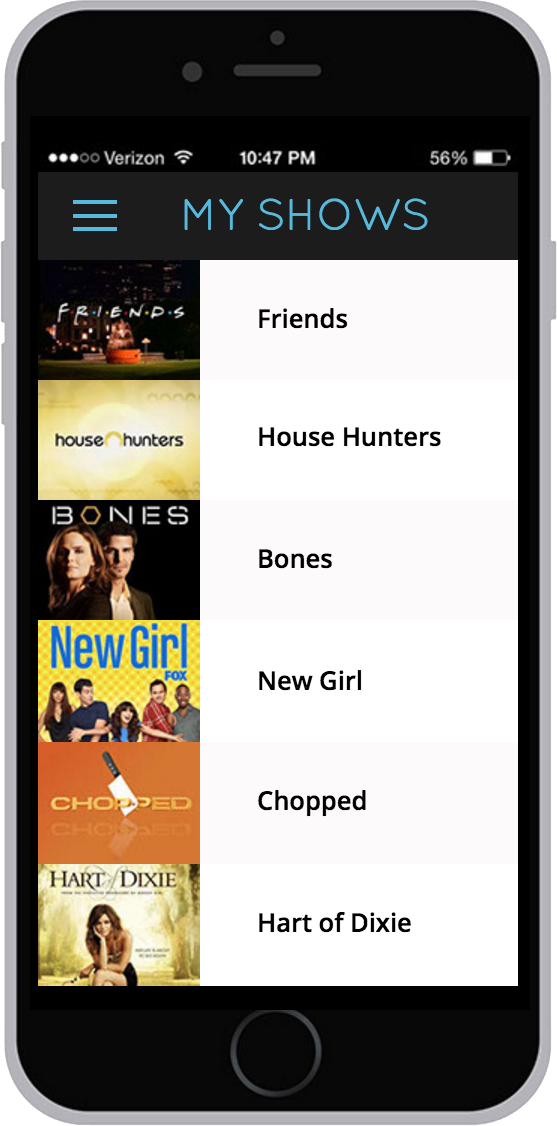 Verizon 10:47 PM 56%
MY SHOWS
F·R·I·E·N·D·S
Friends
house hunters
House Hunters
BONES
Bones
New Girl
FOX
New Girl
CHOPPED
Chopped
HART OF DIXIE
Hart of Dixie